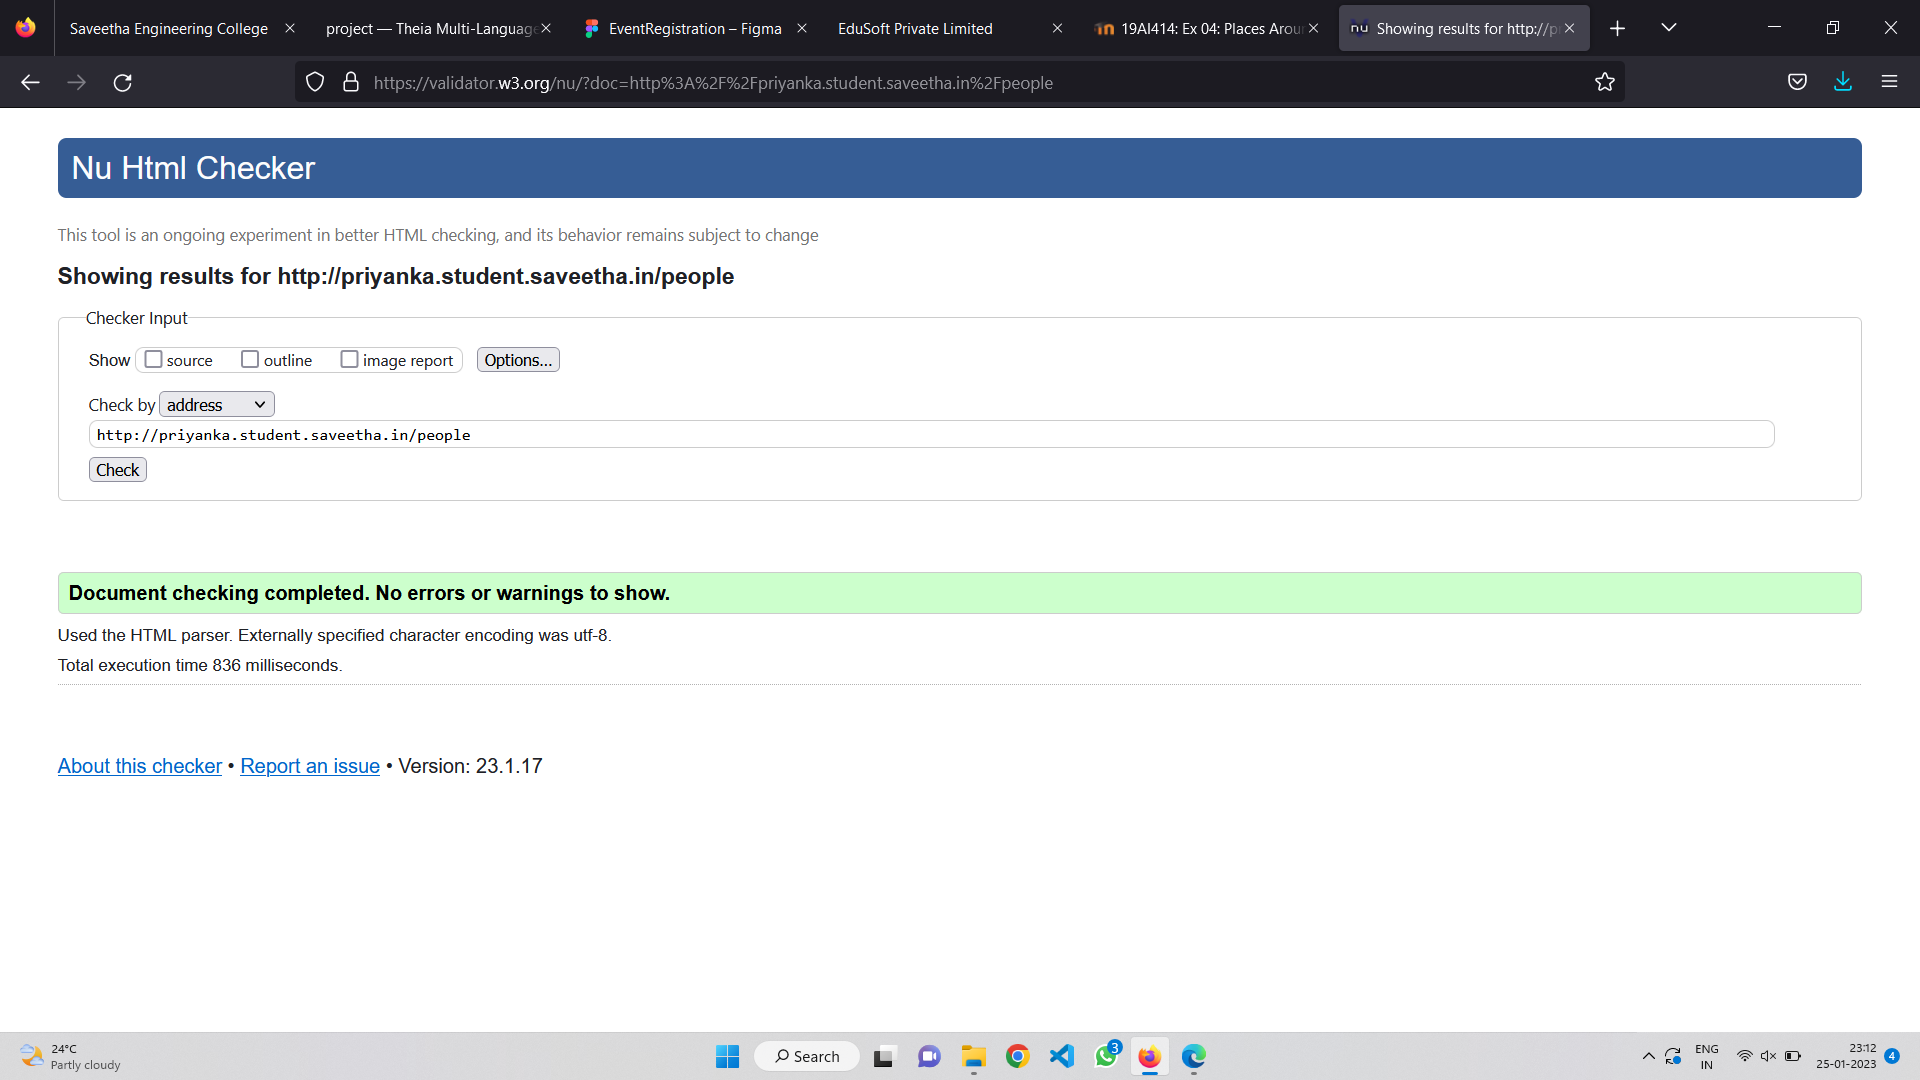 Saveetha Engineering College
project — Theia Multi-Language
EventRegistration – Figma
EduSoft Private Limited
19AI414: Ex 04: Places Arou
nu Showing results for http://p
https://validator.w3.org/nu/?doc=http%3A%2F%2Fpriyanka.student.saveetha.in%2Fpeople
Nu Html Checker
This tool is an ongoing experiment in better HTML checking, and its behavior remains subject to change
Showing results for http://priyanka.student.saveetha.in/people
Checker Input
Show source outline image report Options...
Check by address
http://priyanka.student.saveetha.in/people
Check
Document checking completed. No errors or warnings to show.
Used the HTML parser. Externally specified character encoding was utf-8.
Total execution time 836 milliseconds.
About this checker • Report an issue • Version: 23.1.17
24°C
Partly cloudy
Search
3
ENG
IN
23:12
25-01-2023
4